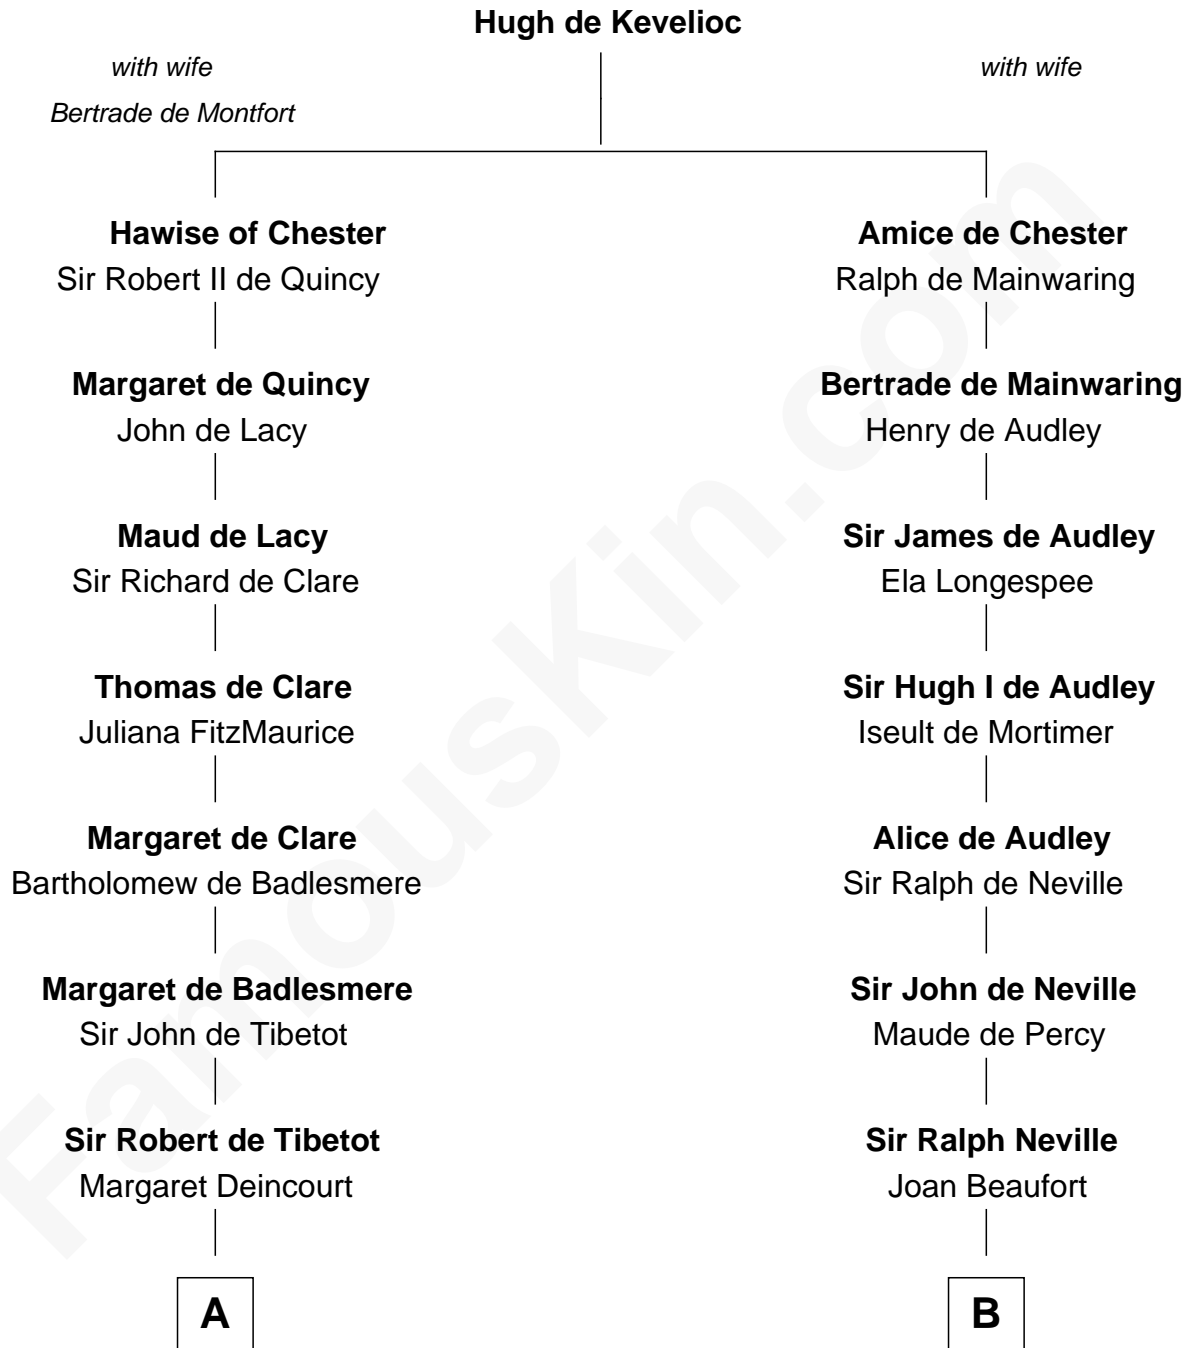 Hugh de Kevelioc
with wife
Bertrade de Montfort
with wife
Hawise of Chester
Sir Robert II de Quincy
Margaret de Quincy
John de Lacy
Maud de Lacy
Sir Richard de Clare
Thomas de Clare
Juliana FitzMaurice
Margaret de Clare
Bartholomew de Badlesmere
Margaret de Badlesmere
Sir John de Tibetot
Sir Robert de Tibetot
Margaret Deincourt
A
Amice de Chester
Ralph de Mainwaring
Bertrade de Mainwaring
Henry de Audley
Sir James de Audley
Ela Longespee
Sir Hugh I de Audley
Iseult de Mortimer
Alice de Audley
Sir Ralph de Neville
Sir John de Neville
Maude de Percy
Sir Ralph Neville
Joan Beaufort
B
FamousKin.com